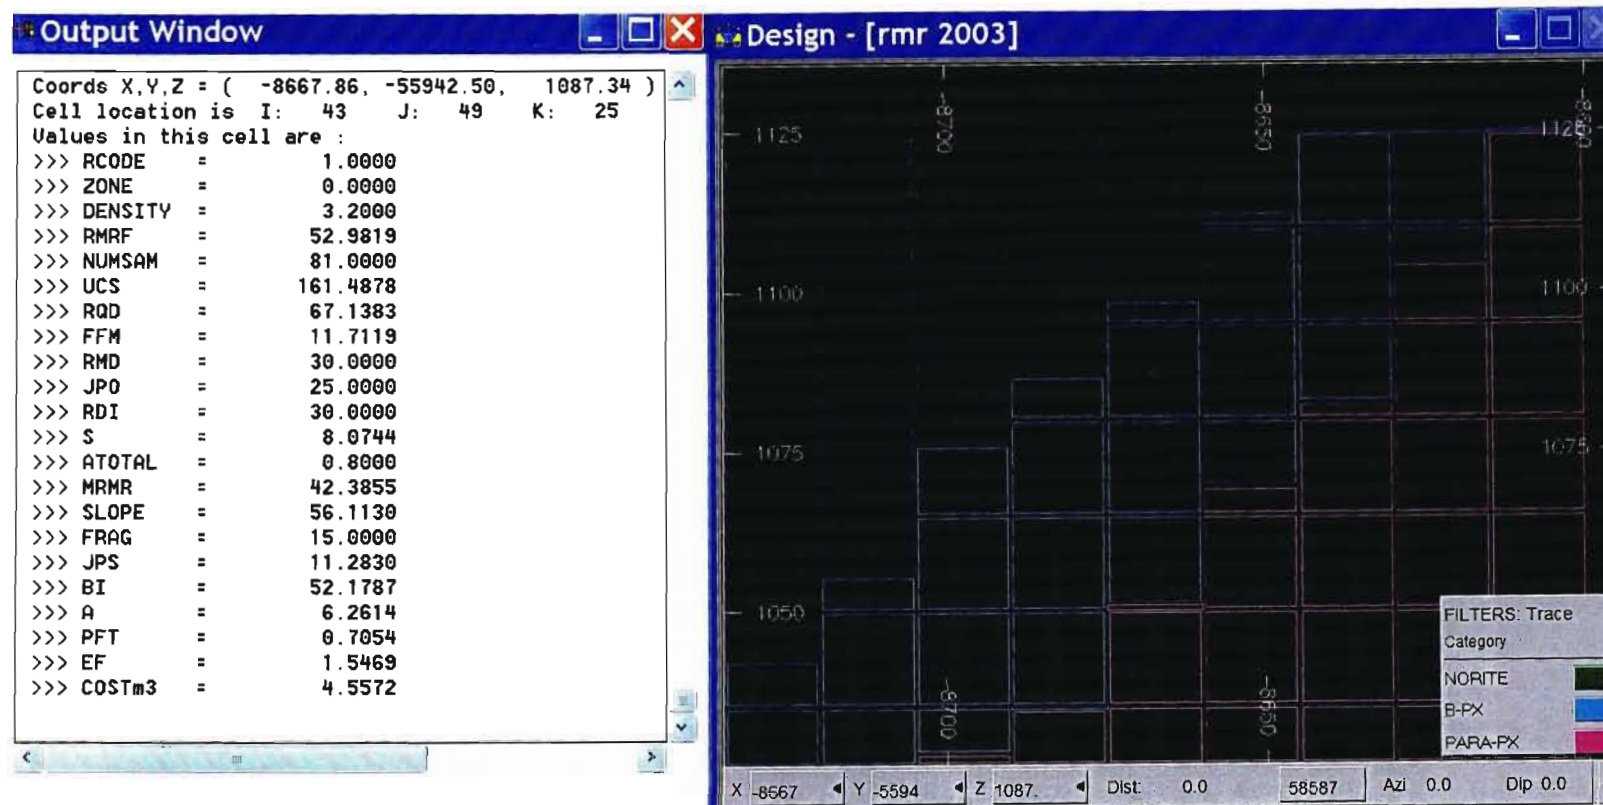 Output Window
Coords X,Y,Z = ( -8667.86, -55942.50, 1087.34 )
Cell location is I: 43 J: 49 K: 25
Values in this cell are :
>>> RCODE = 1.0000
>>> ZONE = 0.0000
>>> DENSITY = 3.2000
>>> RMRF = 52.9819
>>> NUMSAM = 81.0000
>>> UCS = 161.4878
>>> RQD = 67.1383
>>> FFM = 11.7119
>>> RMD = 30.0000
>>> JPO = 25.0000
>>> RDI = 30.0000
>>> S = 8.0744
>>> ATOTAL = 0.8000
>>> MRMR = 42.3855
>>> SLOPE = 56.1130
>>> FRAG = 15.0000
>>> JPS = 11.2830
>>> BI = 52.1787
>>> A = 6.2614
>>> PFT = 0.7054
>>> EF = 1.5469
>>> COSTm3 = 4.5572
Design - [rmr 2003]
-8700
-8650
1125
1125
1100
1100
1075
1075
1050
-8700
-8650
FILTERS: Trace
Category
NORITE
B-PX
PARA-PX
X -8567 Y -5594 Z 1087. Dist: 0.0 58587 Azi 0.0 Dip 0.0